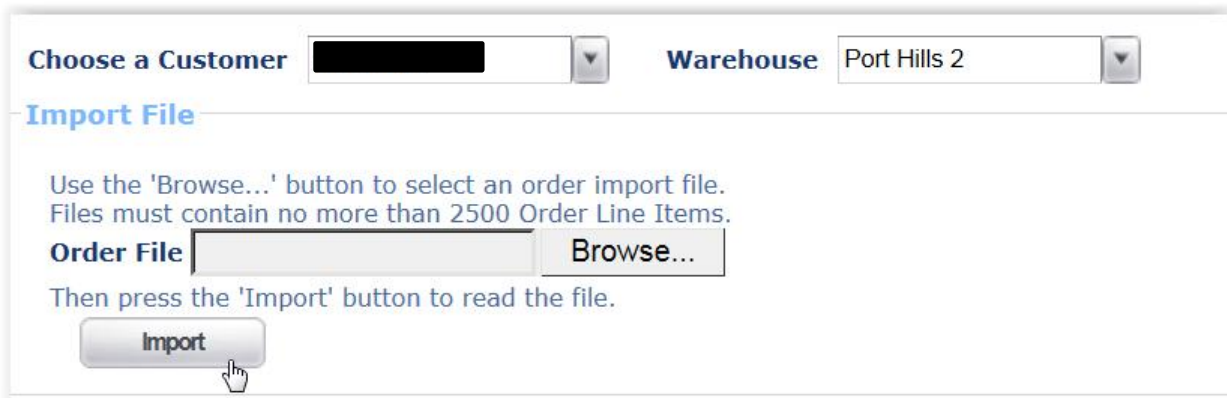 Choose a Customer Warehouse Port Hills 2
Import File
Use the 'Browse...' button to select an order import file.
Files must contain no more than 2500 Order Line Items.
Order File Browse...
Then press the 'Import' button to read the file.
Import